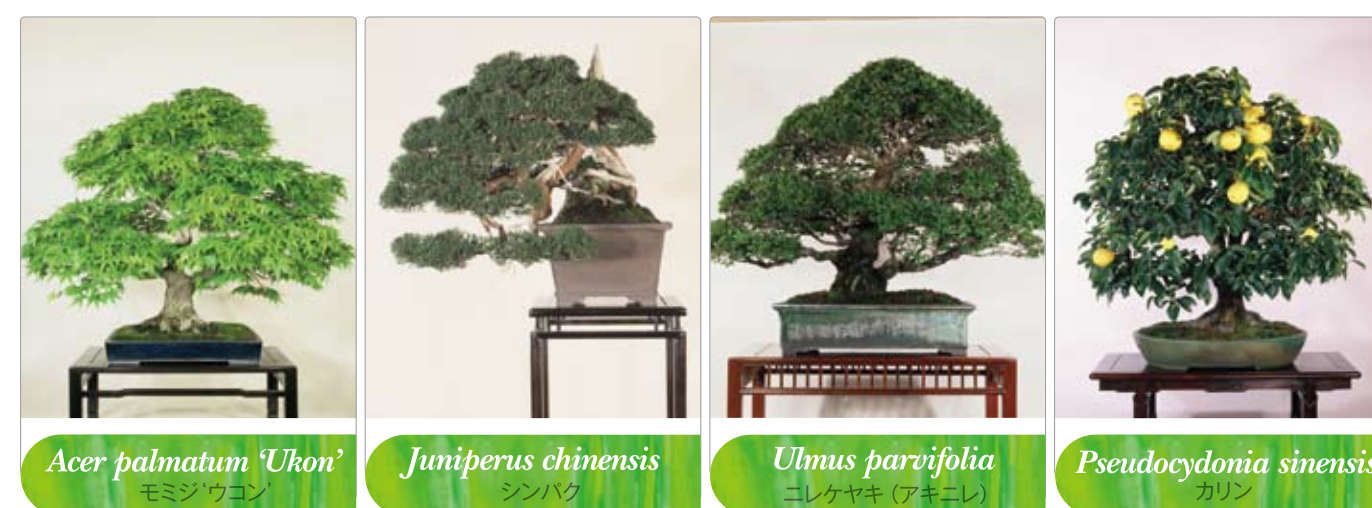 Acer palmatum ‘Ukon’
モミジ‘ウコン’
Juniperus chinensis
シンパク
Ulmus parvifolia
ニレケヤキ（アキニレ）
Pseudocydonia sinensis
カリン